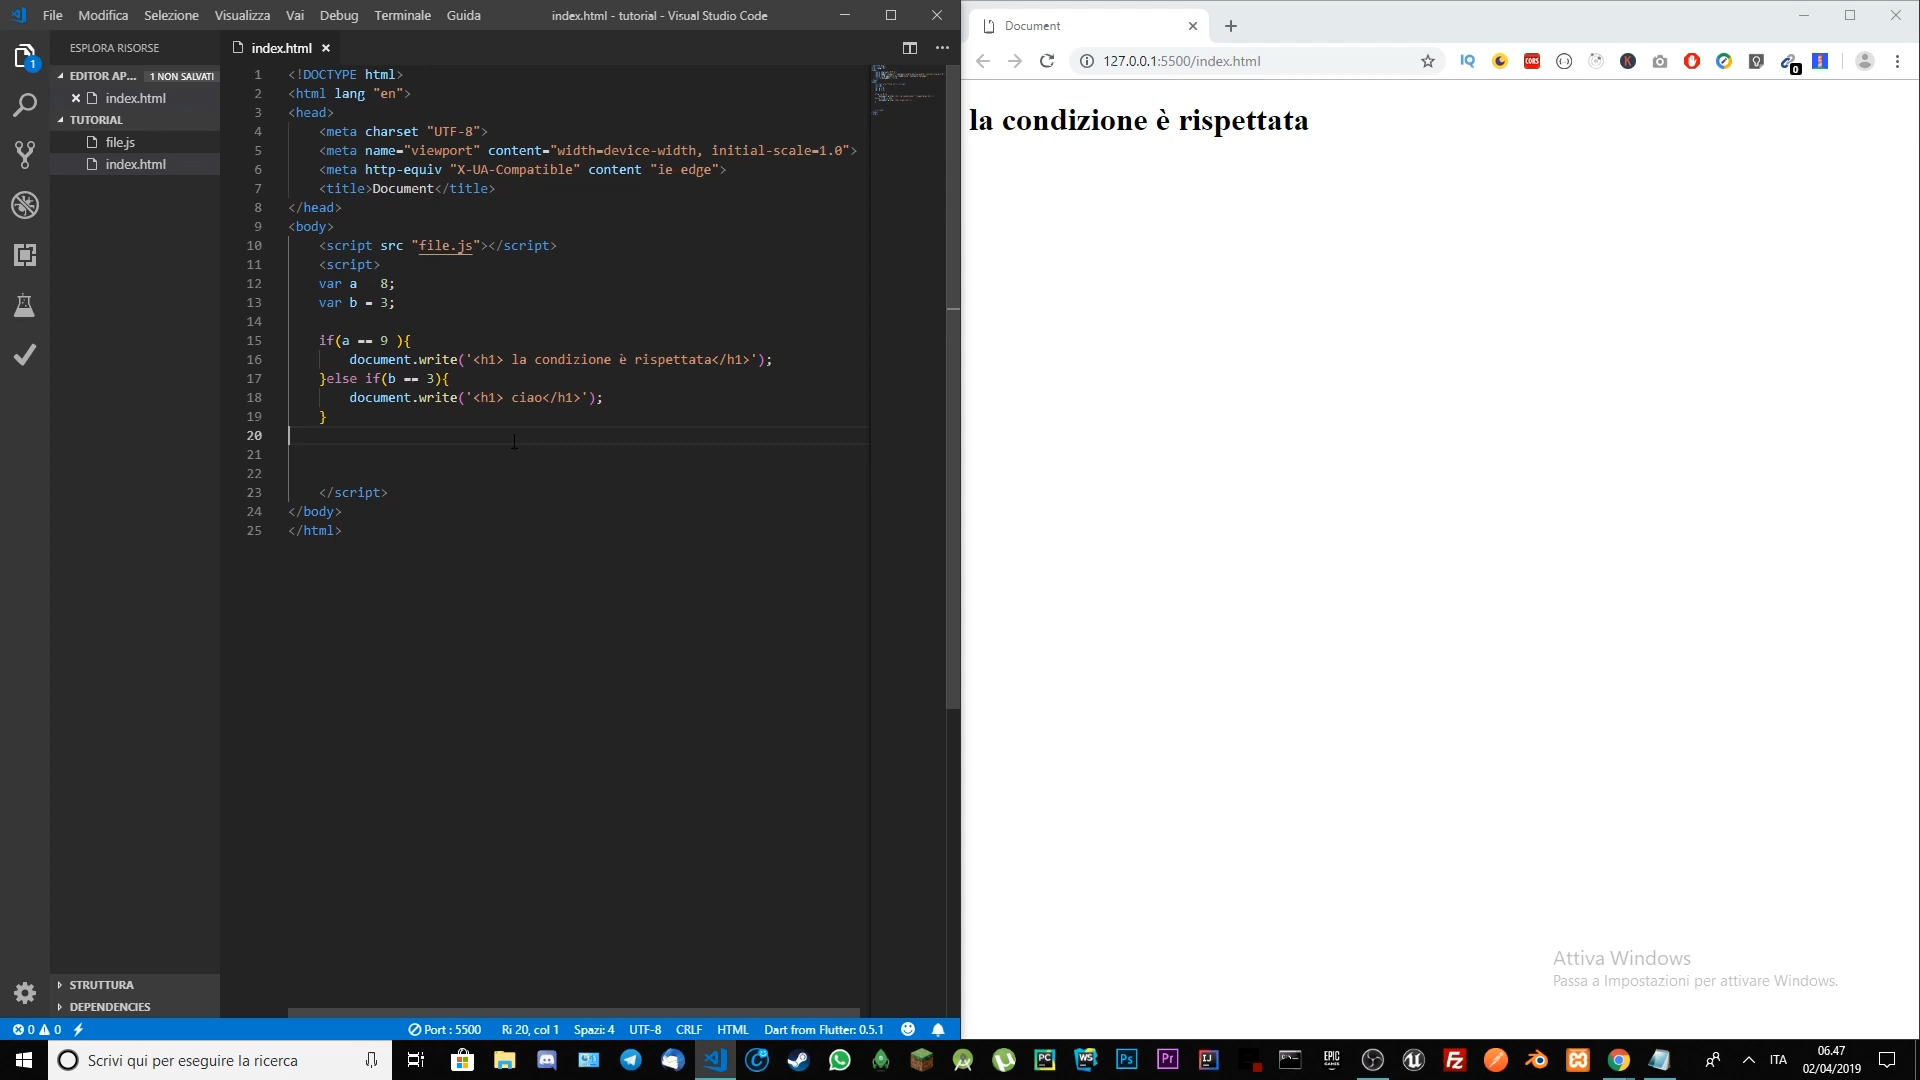 File Modifica Selezione Visualizza Vai Debug Terminale Guida
index.html - tutorial - Visual Studio Code
ESPLORA RISORSE
EDITOR AP... 1 NON SALVATI
index.html
TUTORIAL
file.js
index.html
STRUTTURA
DEPENDENCIES
index.html
1 <!DOCTYPE html>
2 <html lang "en">
3 <head>
4 <meta charset "UTF-8">
5 <meta name="viewport" content="width=device-width, initial-scale=1.0">
6 <meta http-equiv "X-UA-Compatible" content "ie edge">
7 <title>Document</title>
8 </head>
9 <body>
10 <script src "file.js"></script>
11 <script>
12 var a 8;
13 var b = 3;
14
15 if(a == 9 ){
16 document.write('<h1> la condizione è rispettata</h1>');
17 }else if(b == 3){
18 document.write('<h1> ciao</h1>');
19 }
20
21
22
23 </script>
24 </body>
25 </html>
0 0 Port : 5500 Ri 20, col 1 Spazi: 4 UTF-8 CRLF HTML Dart from Flutter: 0.5.1
Document
127.0.0.1:5500/index.html
la condizione è rispettata
Attiva Windows
Passa a Impostazioni per attivare Windows.
Scrivi qui per eseguire la ricerca
ITA
06.47
02/04/2019